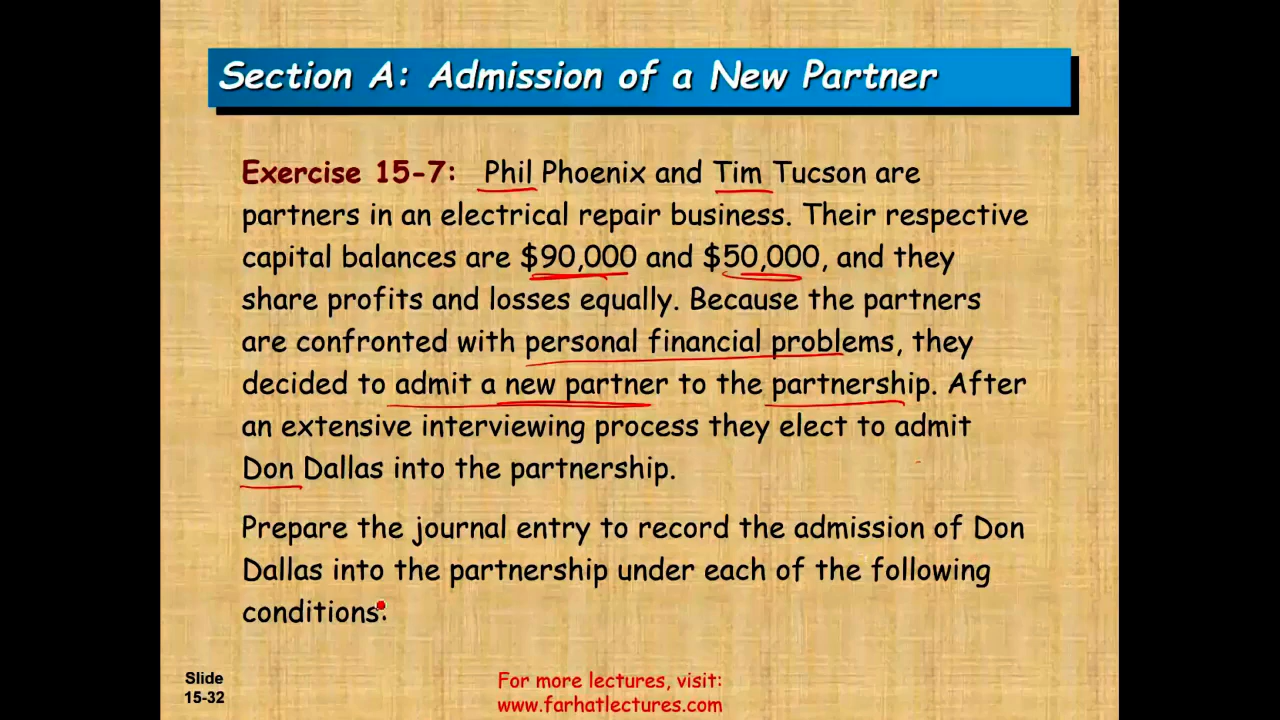 Section A: Admission of a New Partner
Exercise 15-7: Phil Phoenix and Tim Tucson are
partners in an electrical repair business. Their respective
capital balances are $90,000 and $50,000, and they
share profits and losses equally. Because the partners
are confronted with personal financial problems, they
decided to admit a new partner to the partnership. After
an extensive interviewing process they elect to admit
Don Dallas into the partnership.
Prepare the journal entry to record the admission of Don
Dallas into the partnership under each of the following
conditions:
Slide
15-32
For more lectures, visit:
www.farhatlectures.com